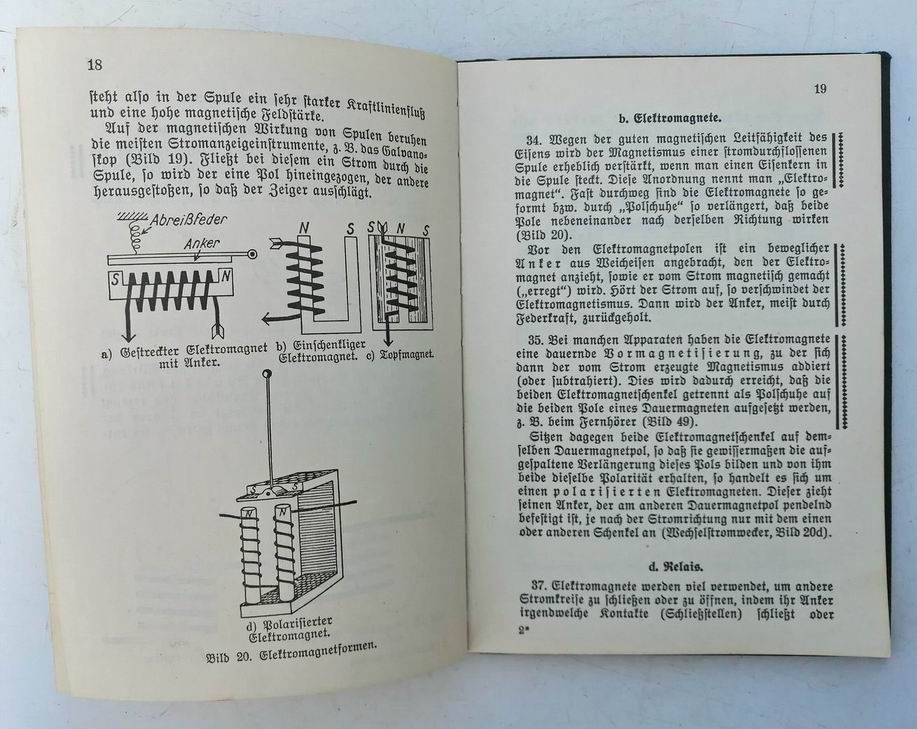 18
steht also in der Spule ein sehr starker Kraftlinienfluß
und eine hohe magnetische Feldstärke.
Auf der magnetischen Wirkung von Spulen beruhen
die meisten Stromanzeigeinstrumente, z. B. das Galvano-
skop (Bild 19). Fließt bei diesem ein Strom durch die
Spule, so wird der eine Pol hineingezogen, der andere
herausgestoßen, so daß der Zeiger ausschlägt.
Abreißfeder
Anker
S
N
N
S
S
N
S
a) Gestreckter Elektromagnet
mit Anker.
b) Einschenkliger
Elektromagnet.
c) Topfmagnet.
S
S
N
N
d) Polarisierter
Elektromagnet.
Bild 20. Elektromagnetformen.
19
b. Elektromagnete.
34. Wegen der guten magnetischen Leitfähigkeit des
Eisens wird der Magnetismus einer stromdurchflossenen
Spule erheblich verstärkt, wenn man einen Eisenkern in
die Spule steckt. Diese Anordnung nennt man „Elektro-
magnet“. Fast durchweg sind die Elektromagnete so ge-
formt bzw. durch „Polschuhe“ so verlängert, daß beide
Pole nebeneinander nach derselben Richtung wirken
(Bild 20).
Vor den Elektromagnetpolen ist ein beweglicher
Anker aus Weicheisen angebracht, den der Elektro-
magnet anzieht, sowie er vom Strom magnetisch gemacht
(„erregt“) wird. Hört der Strom auf, so verschwindet der
Elektromagnetismus. Dann wird der Anker, meist durch
Federkraft, zurückgeholt.
35. Bei manchen Apparaten haben die Elektromagnete
eine dauernde Vormagnetisierung, zu der sich
dann der vom Strom erzeugte Magnetismus addiert
(oder subtrahiert). Dies wird dadurch erreicht, daß die
beiden Elektromagnetschenkel getrennt als Polschuhe auf
die beiden Pole eines Dauermagneten aufgesetzt werden,
z. B. beim Fernhörer (Bild 49).
Sitzen dagegen beide Elektromagnetschenkel auf dem-
selben Dauermagnetpol, so daß sie gewissermaßen die auf-
gespaltene Verlängerung dieses Pols bilden und von ihm
beide dieselbe Polarität erhalten, so handelt es sich um
einen polarisierten Elektromagneten. Dieser zieht
seinen Anker, der am anderen Dauermagnetpol pendelnd
befestigt ist, je nach der Stromrichtung nur mit dem einen
oder anderen Schenkel an (Wechselstromwecker, Bild 20d).
d. Relais.
37. Elektromagnete werden viel verwendet, um andere
Stromkreise zu schließen oder zu öffnen, indem ihr Anker
irgendwelche Kontakte (Schließstellen) schließt oder
2*